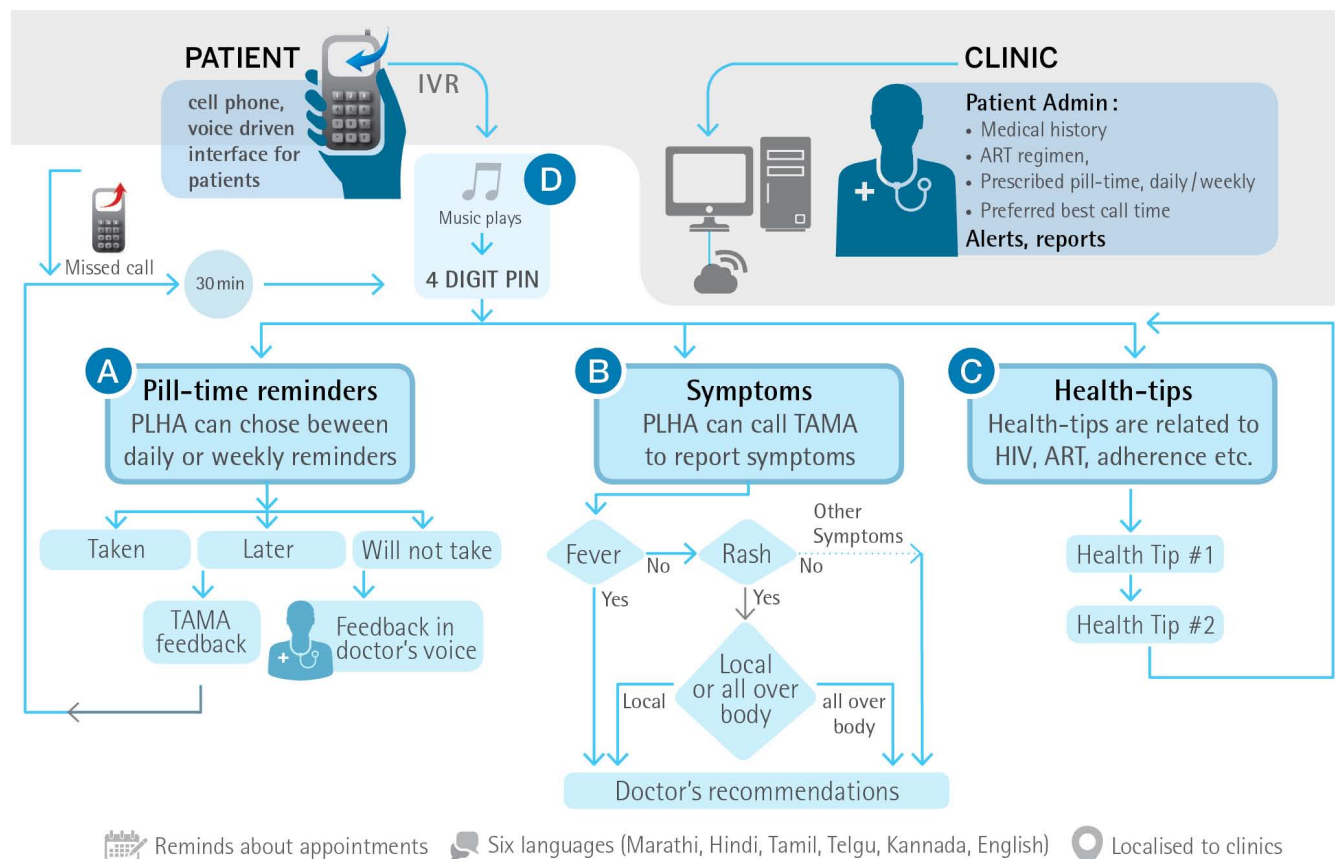 PATIENT
cell phone,
voice driven
interface for
patients
IVR
CLINIC
Patient Admin :
• Medical history
• ART regimen,
• Prescribed pill-time, daily/weekly
• Preferred best call time
Alerts, reports
D
Music plays
4 DIGIT PIN
Missed call
30 min
A
Pill-time reminders
PLHA can chose beween
daily or weekly reminders
B
Symptoms
PLHA can call TAMA
to report symptoms
C
Health-tips
Health-tips are related to
HIV, ART, adherence etc.
Taken
Later
Will not take
TAMA
feedback
Feedback in
doctor's voice
Fever
No
Yes
Rash
No
Yes
Other
Symptoms
Local
or all over
body
Local
all over
body
Doctor's recommendations
Health Tip #1
Health Tip #2
Reminds about appointments
Six languages (Marathi, Hindi, Tamil, Telgu, Kannada, English)
Localised to clinics